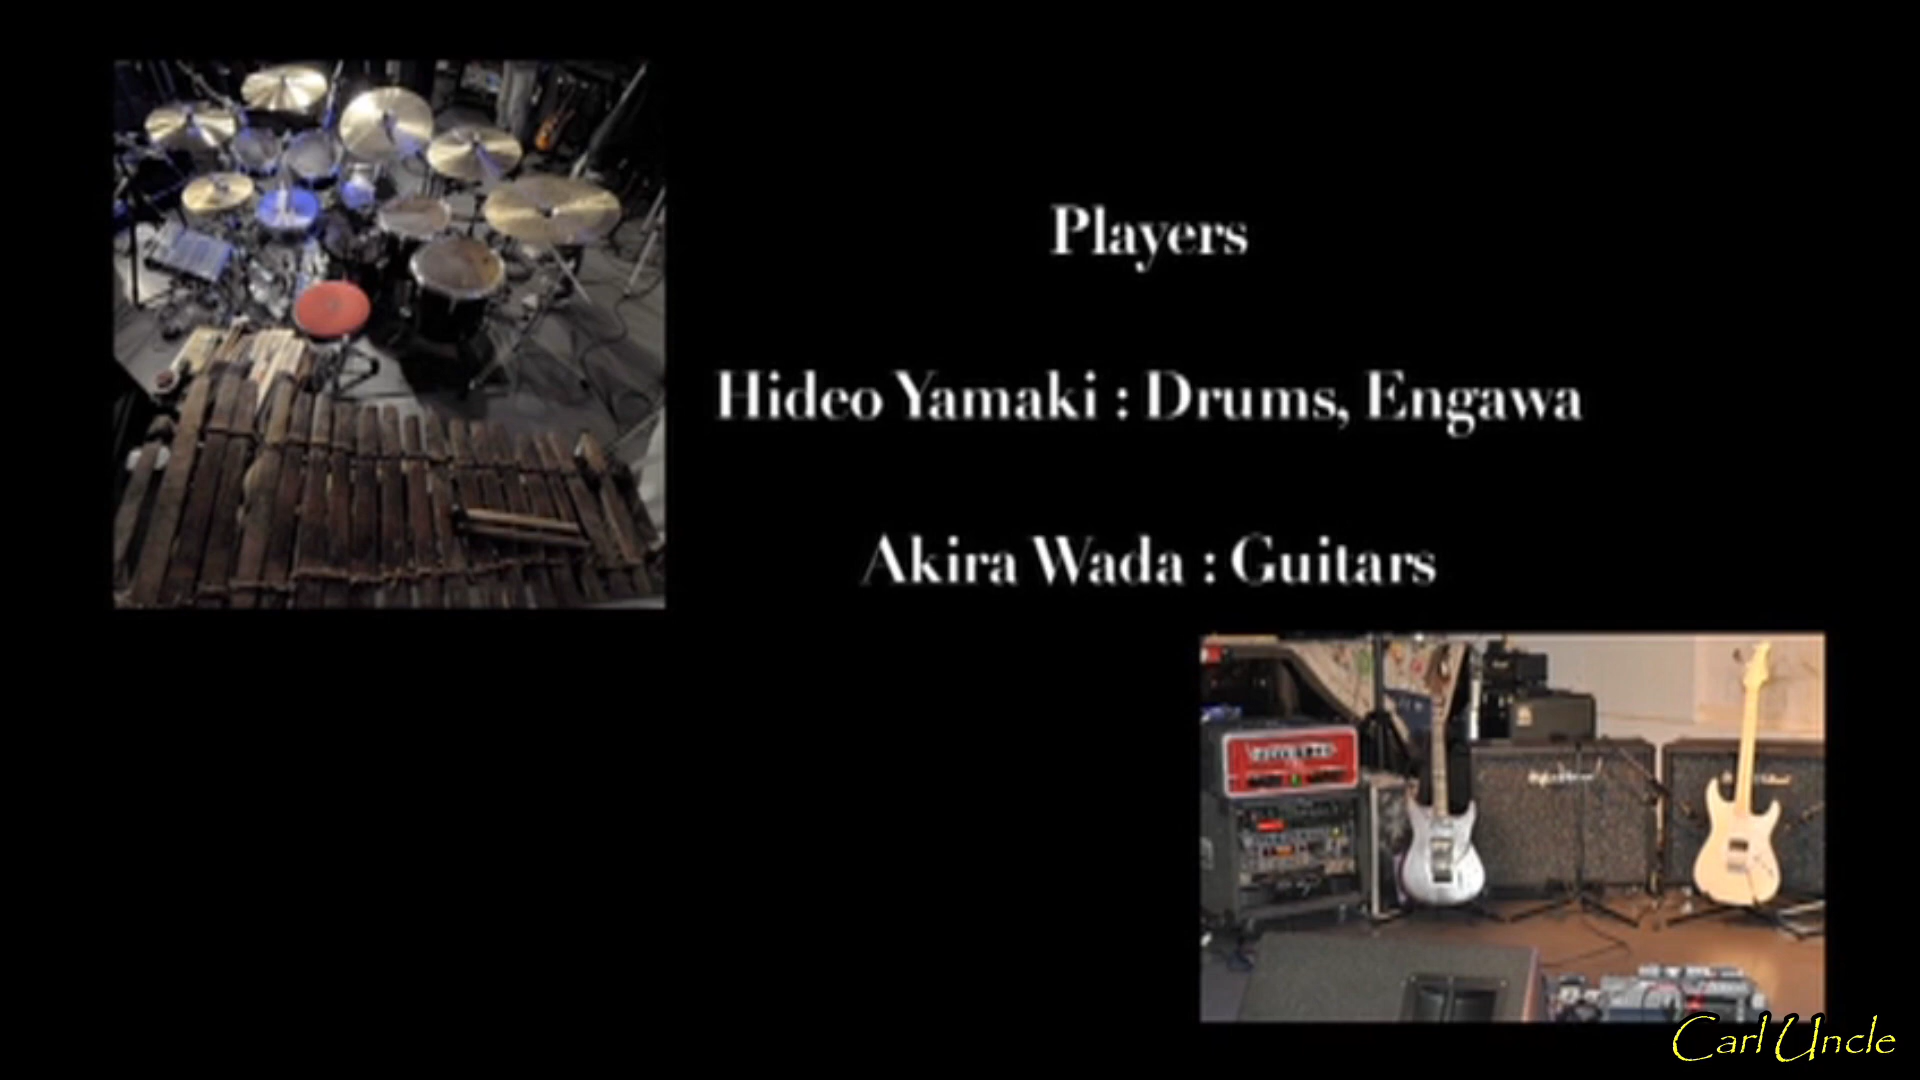 Players
Hideo Yamaki : Drums, Engawa
Akira Wada : Guitars
Carl Uncle